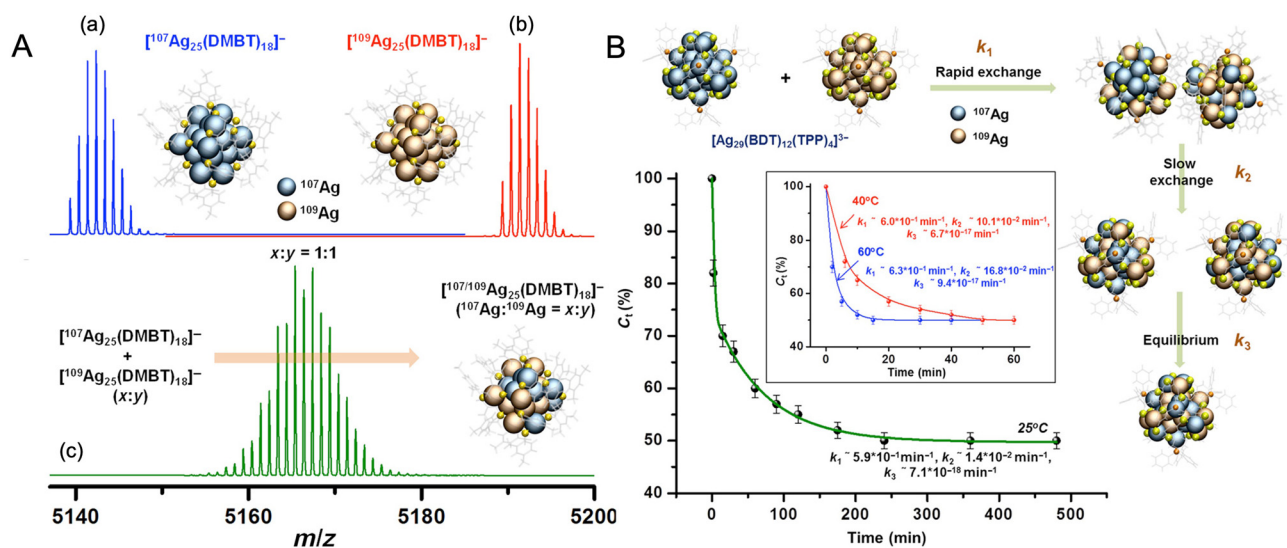 A
(a)
(b)
[¹⁰⁷Ag₂₅(DMBT)₁₈]⁻
[¹⁰⁹Ag₂₅(DMBT)₁₈]⁻
¹⁰⁷Ag
¹⁰⁹Ag
x:y = 1:1
[¹⁰⁷Ag₂₅(DMBT)₁₈]⁻
+
[¹⁰⁹Ag₂₅(DMBT)₁₈]⁻
(x:y)
[¹⁰⁷/¹⁰⁹Ag₂₅(DMBT)₁₈]⁻
(¹⁰⁷Ag:¹⁰⁹Ag = x:y)
(c)
5140
5160
5180
5200
m/z
B
+
k₁
Rapid exchange
¹⁰⁷Ag
¹⁰⁹Ag
[Ag₂₉(BDT)₁₂(TPP)₄]³⁻
Slow
exchange
k₂
Equilibrium
k₃
100
90
80
70
60
50
40
Cₜ (%)
0
100
200
300
400
500
Time (min)
25°C
k₁ ~ 5.9*10⁻¹min⁻¹, k₂ ~ 1.4*10⁻² min⁻¹,
k₃ ~ 7.1*10⁻¹⁸ min⁻¹
100
80
60
40
Cₜ (%)
0
10
20
30
40
50
60
Time (min)
40°C
k₁ ~ 6.0*10⁻¹ min⁻¹, k₂ ~ 10.1*10⁻² min⁻¹,
k₃ ~ 6.7*10⁻¹⁷ min⁻¹
60°C
k₁ ~ 6.3*10⁻¹ min⁻¹, k₂ ~ 16.8*10⁻² min⁻¹
k₃ ~ 9.4*10⁻¹⁷ min⁻¹